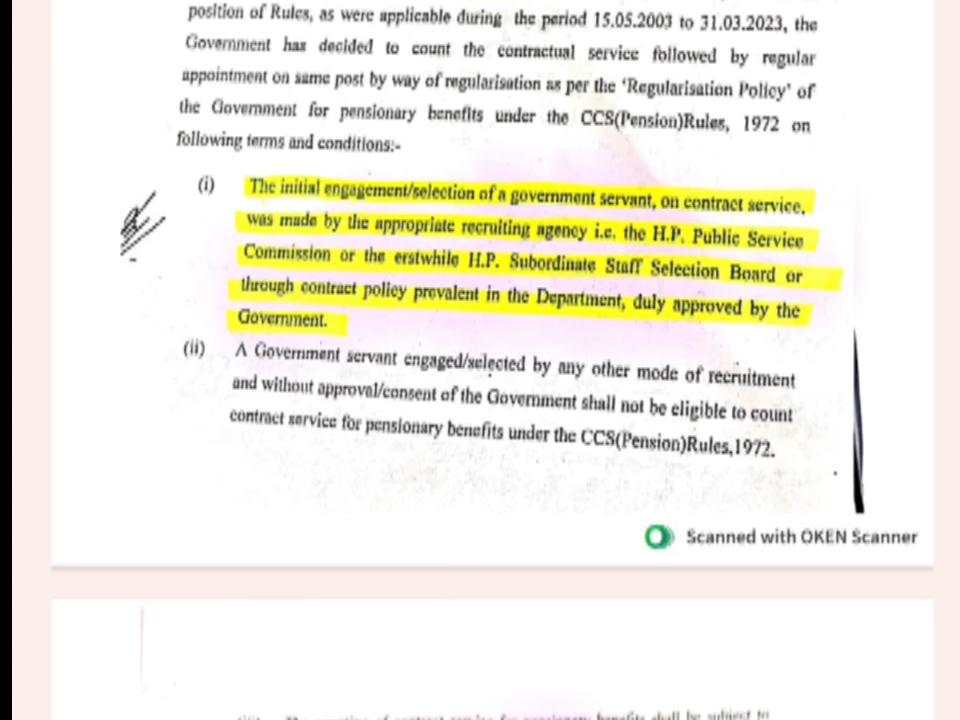 position of Rules, as were applicable during the period 15.05.2003 to 31.03.2023, the
Government has decided to count the contractual service followed by regular
appointment on same post by way of regularisation as per the 'Regularisation Policy' of
the Government for pensionary benefits under the CCS(Pension)Rules, 1972 on
following terms and conditions:-
(i) The initial engagement/selection of a government servant, on contract service,
was made by the appropriate recruiting agency i.e. the H.P. Public Service
Commission or the erstwhile H.P. Subordinate Staff Selection Board or
through contract policy prevalent in the Department, duly approved by the
Government.
(ii) A Government servant engaged/selected by any other mode of recruitment
and without approval/consent of the Government shall not be eligible to count
contract service for pensionary benefits under the CCS(Pension)Rules,1972.
Scanned with OKEN Scanner
benefits shall be subject to